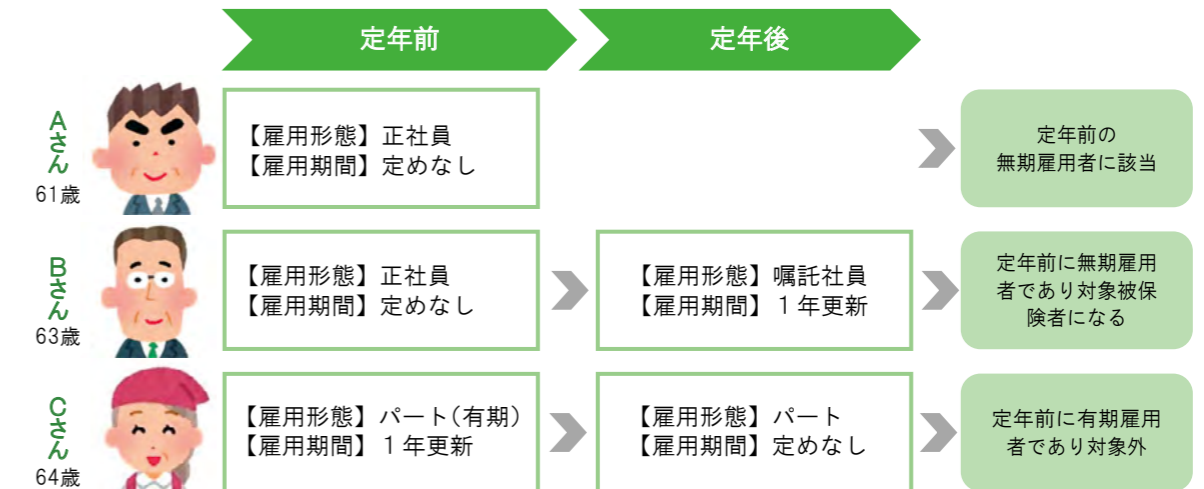 定年前
定年後
Aさん
61歳
【雇用形態】正社員
【雇用期間】定めなし
定年前の
無期雇用者に該当
Bさん
63歳
【雇用形態】正社員
【雇用期間】定めなし
【雇用形態】嘱託社員
【雇用期間】１年更新
定年前に無期雇用
者であり対象被保
険者になる
Cさん
64歳
【雇用形態】パート(有期)
【雇用期間】１年更新
【雇用形態】パート
【雇用期間】定めなし
定年前に有期雇用
者であり対象外